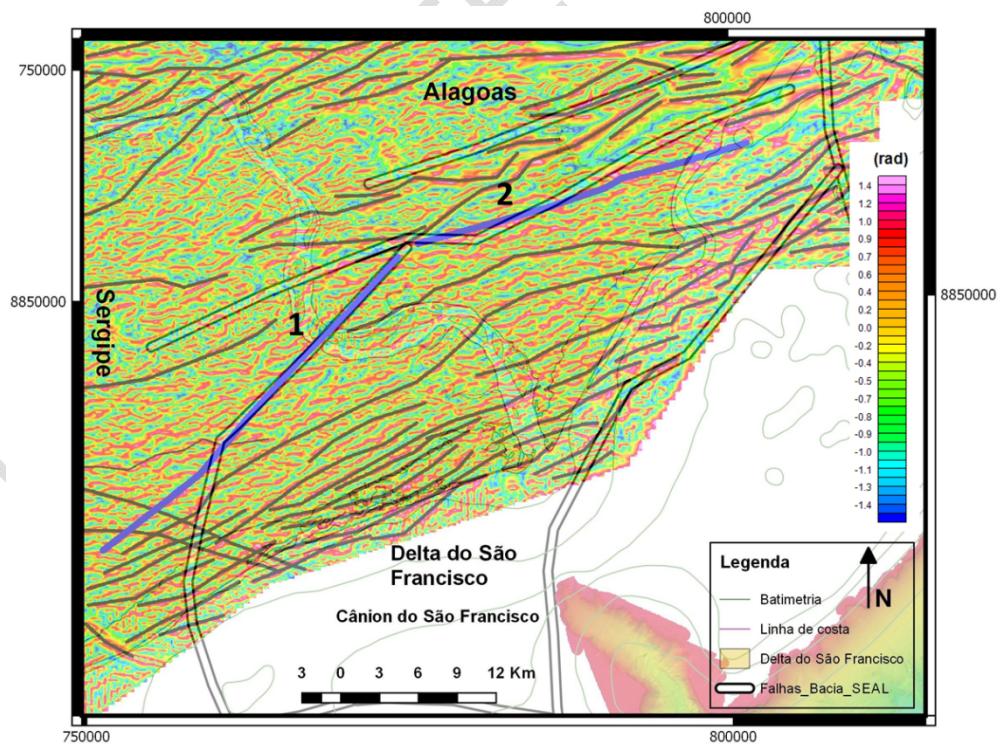 800000
750000
Alagoas
(rad)
1.4
1.2
1.0
0.9
0.7
0.6
0.4
0.2
0.0
-0.2
-0.4
-0.5
-0.7
-0.8
-0.9
-1.0
-1.1
-1.3
-1.4
2
8850000
8850000
Sergipe
1
Delta do São
Francisco
Cânion do São Francisco
3 0 3 6 9 12 Km
Legenda
Batimetria
Linha de costa
Delta do São Francisco
Falhas_Bacia_SEAL
N
750000
800000